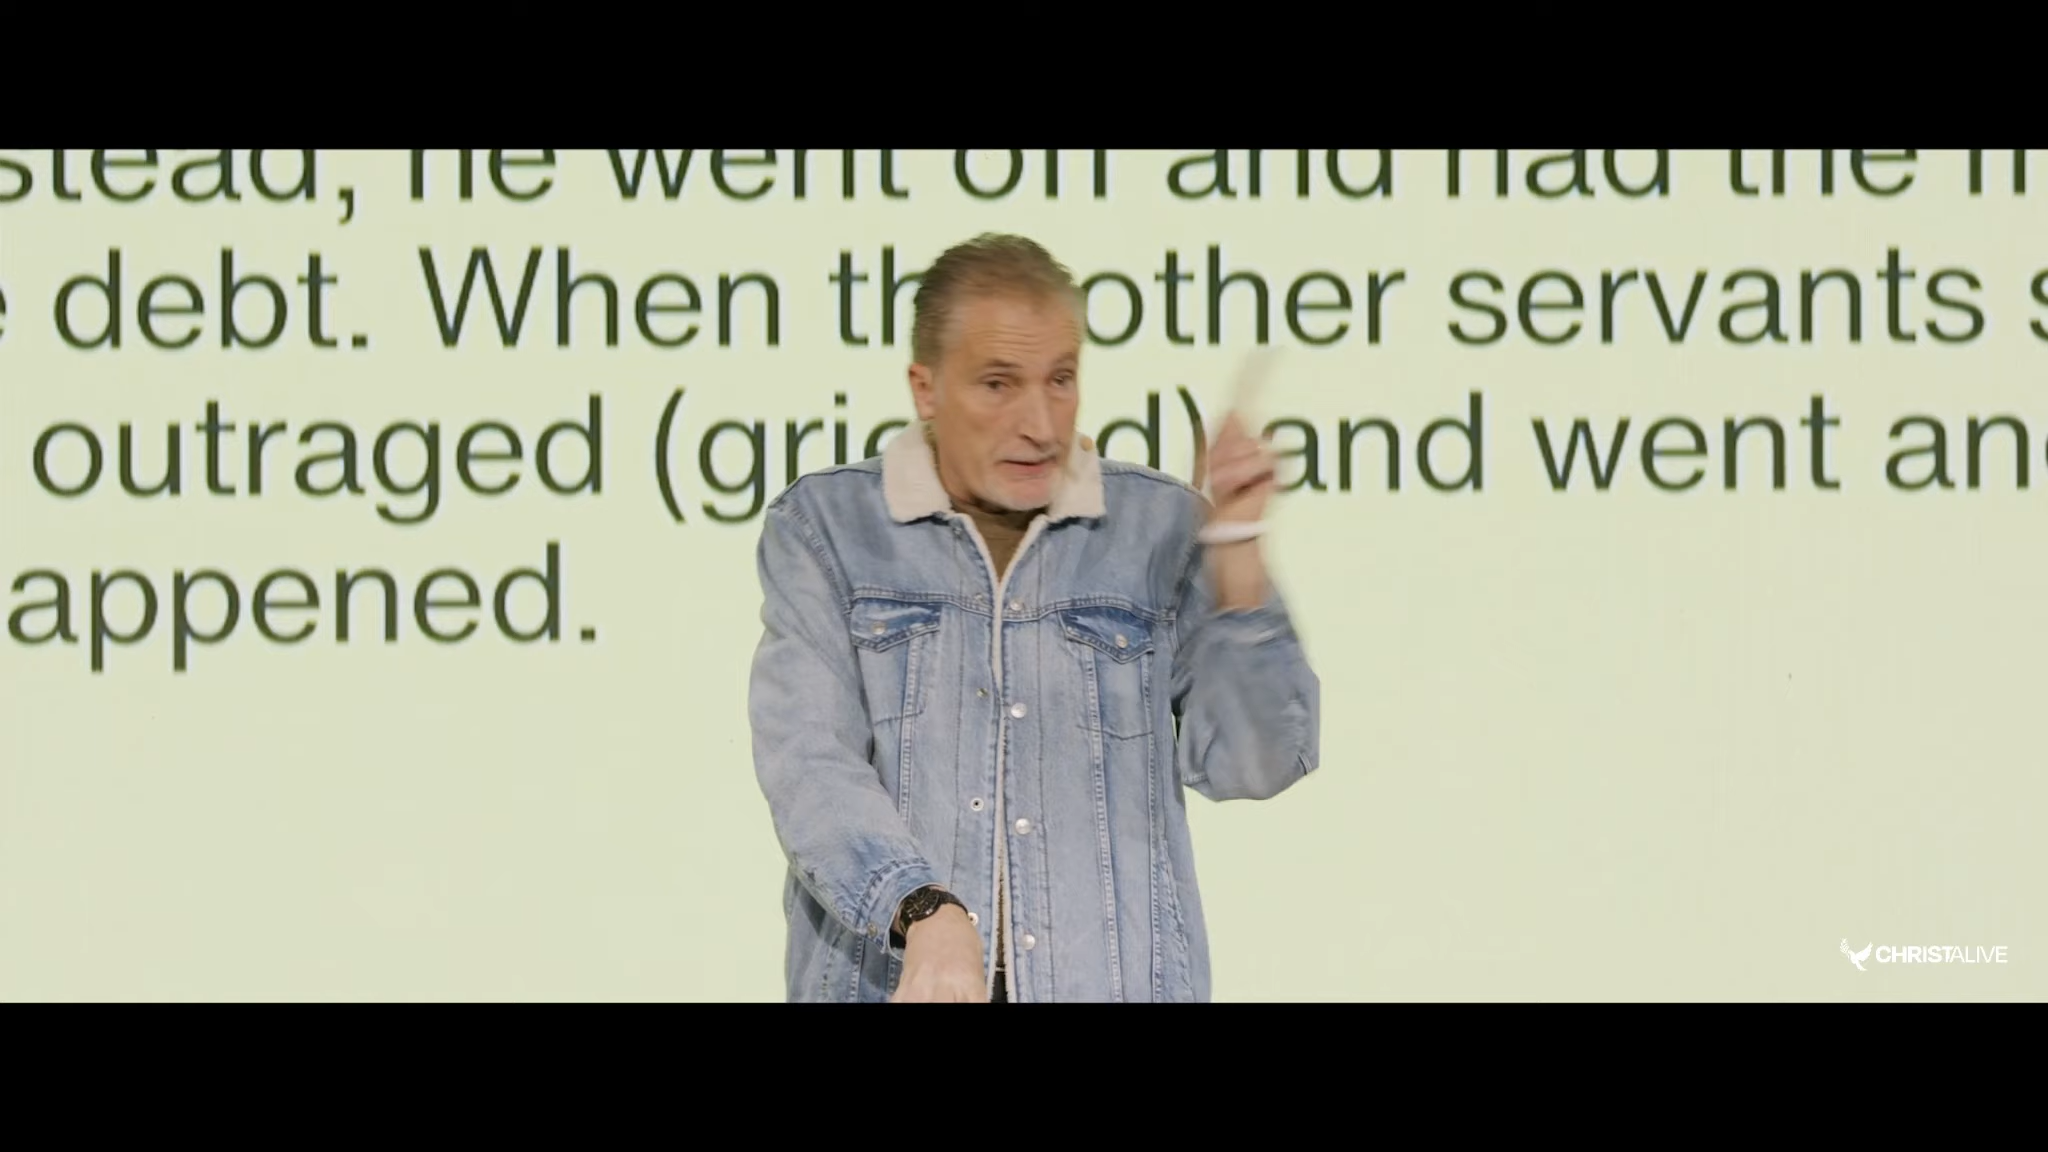 stead, he went off and had the
debt. When th other servants
outraged (gri d) and went an
appened.
CHRISTALIVE